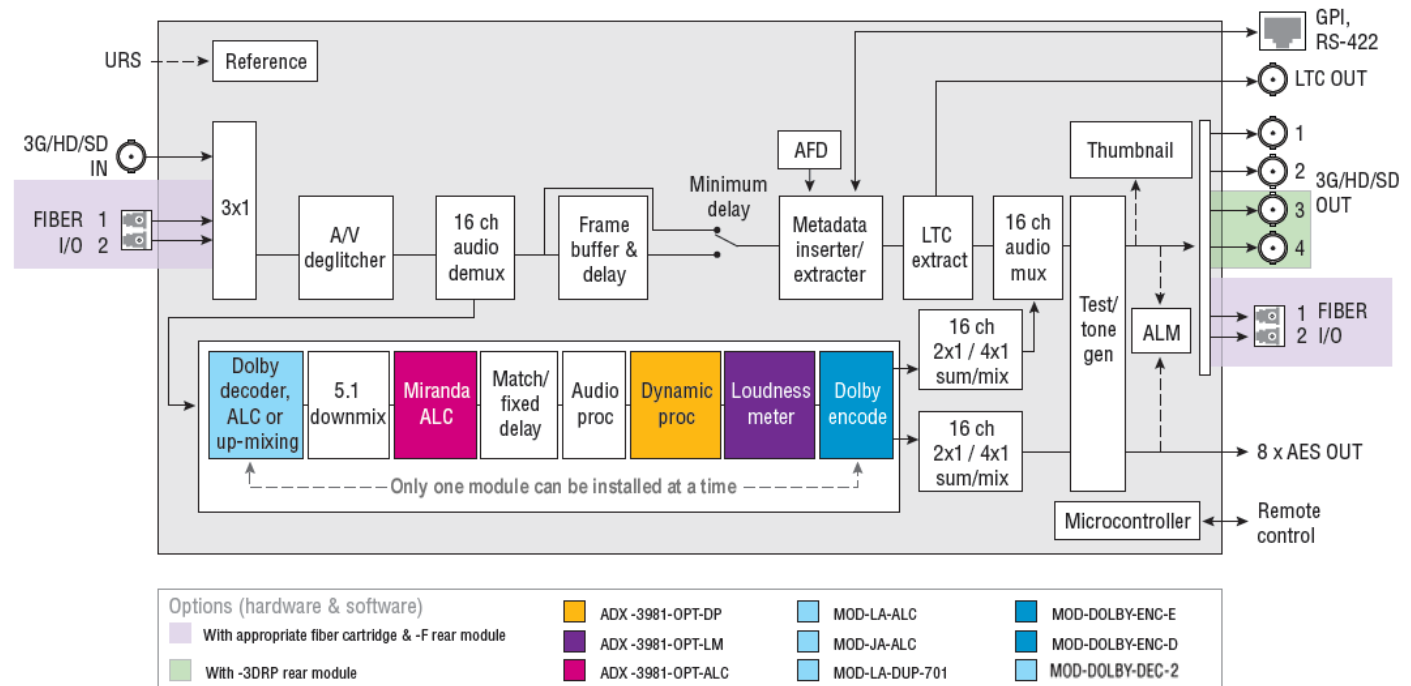 GPI,
RS-422
URS
Reference
LTC OUT
3G/HD/SD
IN
3x1
AFD
Thumbnail
1
2
3G/HD/SD
OUT
3
4
FIBER
I/O
1
2
A/V
deglitcher
16 ch
audio
demux
Frame
buffer &
delay
Minimum
delay
Metadata
inserter/
extracter
LTC
extract
16 ch
audio
mux
Test/
tone
gen
ALM
1
2
FIBER
I/O
16 ch
2x1 / 4x1
sum/mix
Dolby
decoder,
ALC or
up-mixing
5.1
downmix
Miranda
ALC
Match/
fixed
delay
Audio
proc
Dynamic
proc
Loudness
meter
Dolby
encode
16 ch
2x1 / 4x1
sum/mix
8 x AES OUT
Only one module can be installed at a time
Microcontroller
Remote
control
Options (hardware & software)
With appropriate fiber cartridge & -F rear module
With -3DRP rear module
ADX -3981-OPT-DP
ADX -3981-OPT-LM
ADX -3981-OPT-ALC
MOD-LA-ALC
MOD-JA-ALC
MOD-LA-DUP-701
MOD-DOLBY-ENC-E
MOD-DOLBY-ENC-D
MOD-DOLBY-DEC-2